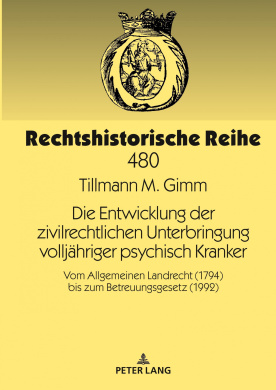 Rechtshistorische Reihe
480
Tillmann M. Gimm
Die Entwicklung der
zivilrechtlichen Unterbringung
volljähriger psychisch Kranker
Vom Allgemeinen Landrecht (1794)
bis zum Betreuungsgesetz (1992)
PETER LANG